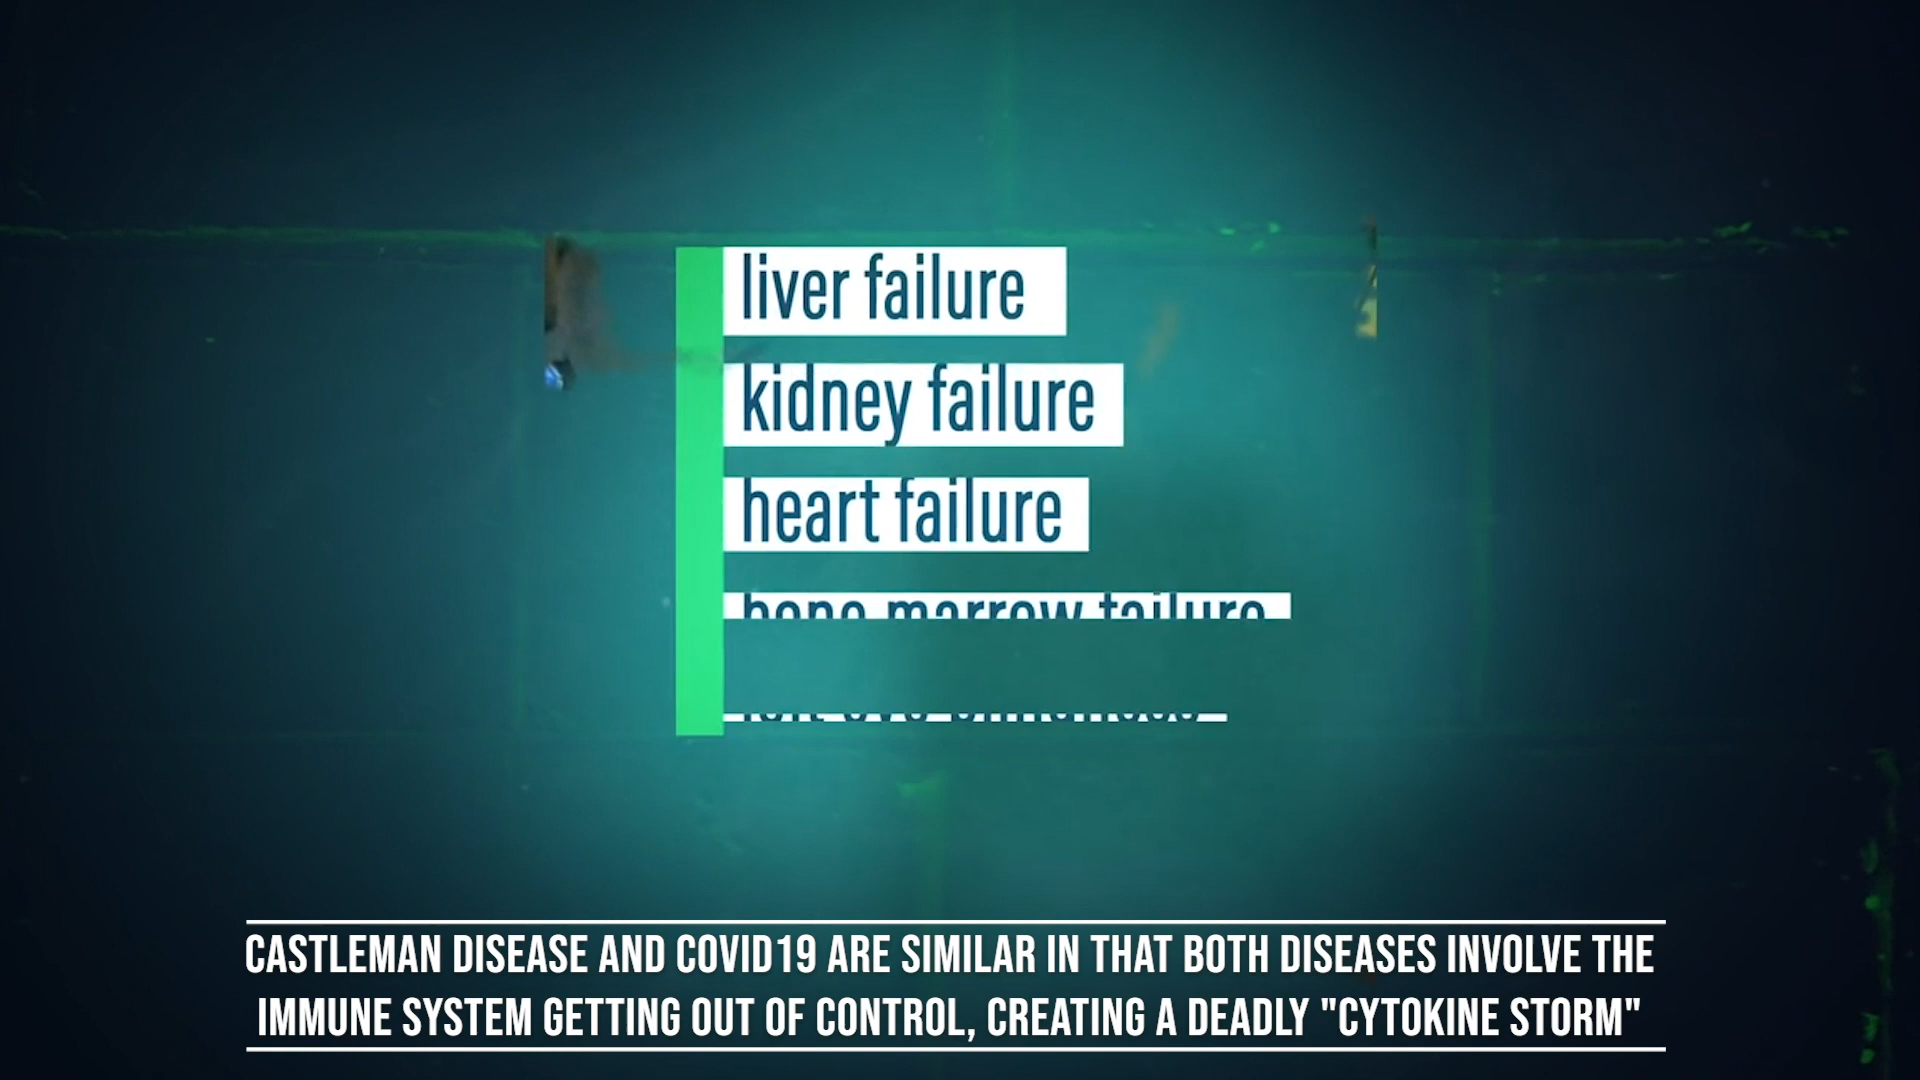 liver failure
kidney failure
heart failure
bone marrow failure
CASTLEMAN DISEASE AND COVID19 ARE SIMILAR IN THAT BOTH DISEASES INVOLVE THE
IMMUNE SYSTEM GETTING OUT OF CONTROL, CREATING A DEADLY "CYTOKINE STORM"